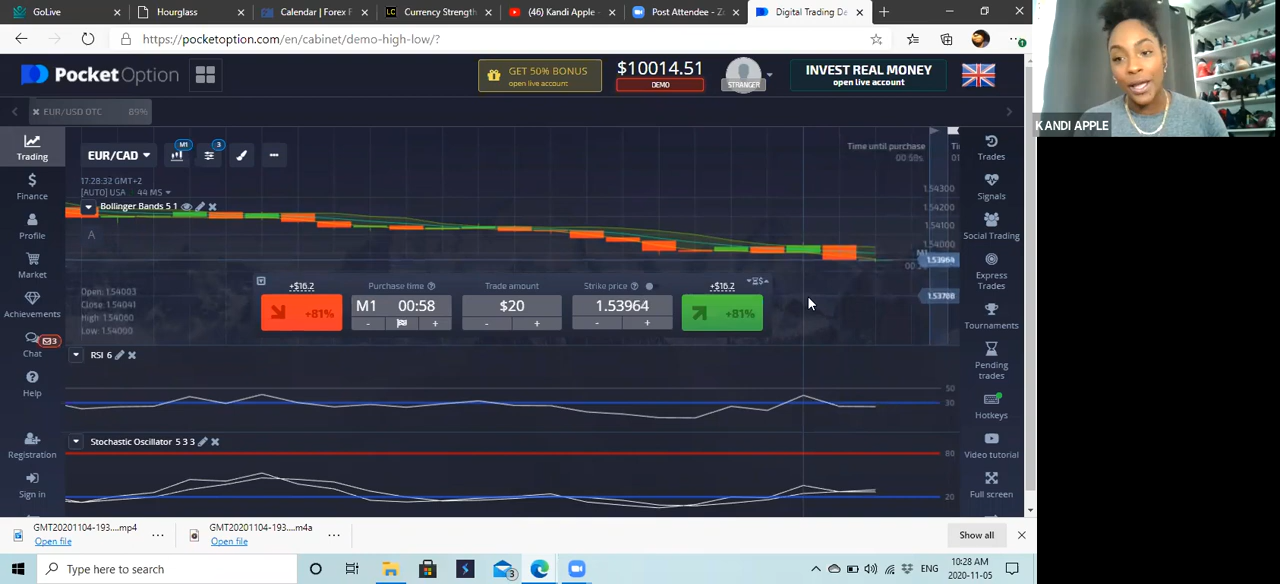 GoLive
Hourglass
Calendar | Forex F
Currency Strength
(46) Kandi Apple -
Post Attendee - Zo
Digital Trading De
https://pocketoption.com/en/cabinet/demo-high-low/?
KANDI APPLE
PocketOption
GET 50% BONUS
open live account
$10014.51
DEMO
STRANGER
INVEST REAL MONEY
open live account
EUR/USD OTC 89%
Trading
Finance
Profile
Market
Achievements
Chat
3
Help
Registration
Sign in
EUR/CAD
M1
3
17:28:32 GMT+2
[AUTO] USA - 44 MS
Bollinger Bands 5 1
A
Time until purchase
00:58s
1.54300
1.54200
1.54100
1.54000
1.53964
1.53700
Open: 1.54003
Close: 1.54041
High: 1.54041
Low: 1.54000
+$16.2
+81%
Purchase time
M1 00:58
- +
Trade amount
$20
- +
Strike price
1.53964
- +
+$16.2
+81%
RSI 6
50
30
Stochastic Oscillator 5 3 3
80
20
Trades
Signals
Social Trading
Express
Trades
Tournaments
Pending
trades
Hotkeys
Video tutorial
Full screen
GMT20201104-193....mp4
Open file
GMT20201104-193....m4a
Open file
Show all
Type here to search
3
ENG
10:28 AM
2020-11-05